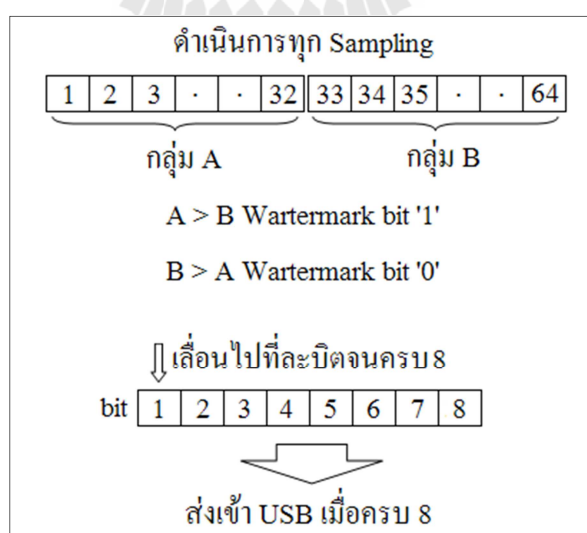 ดำเนินการทุก Sampling
1 2 3 · · 32 33 34 35 · · 64
กลุ่ม A กลุ่ม B
A > B Wartermark bit '1'
B > A Wartermark bit '0'
เลื่อนไปที่ละบิตจนครบ 8
bit 1 2 3 4 5 6 7 8
ส่งเข้า USB เมื่อครบ 8